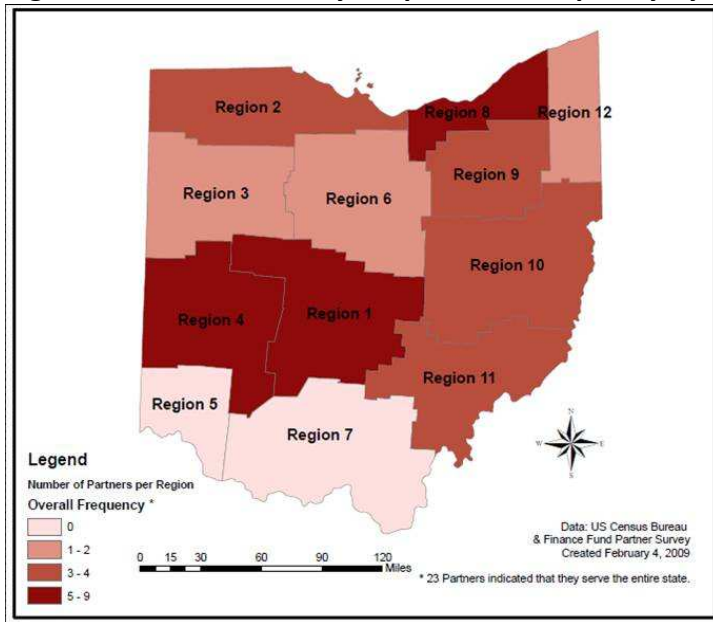 Region 2
Region 8
Region 12
Region 3
Region 6
Region 9
Region 10
Region 4
Region 1
Region 11
Region 5
Region 7
N
W E
S
Legend
Number of Partners per Region
Overall Frequency *
0
1 - 2
3 - 4
5 - 9
0 15 30 60 90 120
Miles
Data: US Census Bureau
& Finance Fund Partner Survey
Created February 4, 2009
* 23 Partners indicated that they serve the entire state.